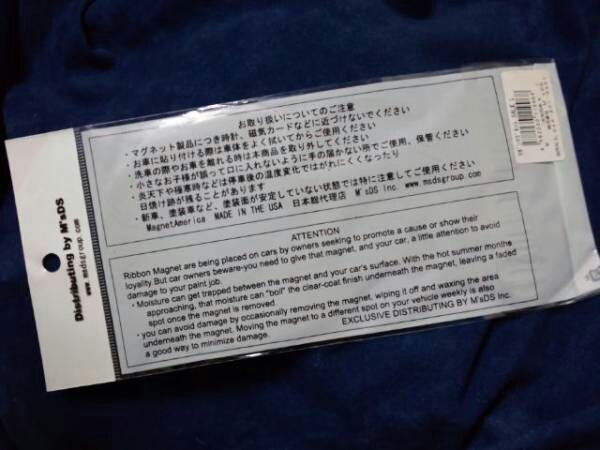 お取り扱いについてのご注意
・マグネット製品につき時計、磁気カードなどに近づけないでください
・お車に貼り付ける際は車体をよく拭いてからご使用ください
・洗車の際やお車を離れる時は本商品を取り外してください
・小さなお子様が誤って口に入れないように手の届かない所でご使用、保管ください
・炎天下や極寒時などは停車後の温度変化ではがれにくくなったり
日焼け跡が残ることがあります
・新車、塗装車など、塗装面が安定していない状態では特に注意してご使用ください
MagnetAmerica MADE IN THE USA 日本総代理店 M'sDS Inc. www.msdsgroup.com
ATTENTION
Ribbon Magnet are being placed on cars by owners seeking to promote a cause or show their
loyality.But car owners beware-you need to give that magnet, and your car, a little attention to avoid
damage to your paint job.
・Moisture can get trapped between the magnet and your car's surface. With the hot summer months
approaching, that moisture can "boil" the clear-coat finish underneath the magnet, leaving a faded
spot once the magnet is removed.
・you can avoid damage by occasionally removing the magnet, wiping it off and waxing the area
underneath the magnet. Moving the magnet to a different spot on your vehicle weekly is also
a good way to minimize damage.
EXCLUSIVE DISTRIBUTING BY M'sDS Inc.
Distributing by M'sDS
www.msdsgroup.com